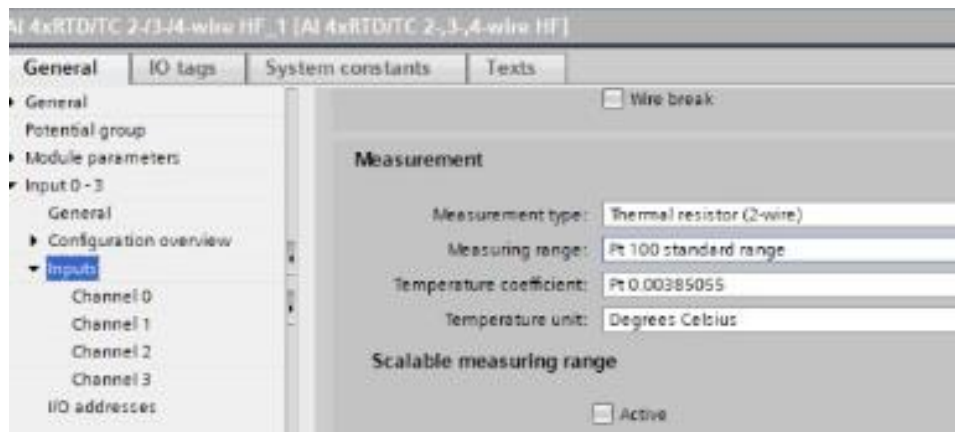 AI 4xRTD/TC 2-/3-/4-wire HF_1 [AI 4xRTD/TC 2-,3-,4-wire HF]
General IO tags System constants Texts
General
Potential group
Module parameters
Input 0 - 3
General
Configuration overview
Inputs
Channel 0
Channel 1
Channel 2
Channel 3
I/O addresses
Wire break
Measurement
Measurement type: Thermal resistor (2-wire)
Measuring range: Pt 100 standard range
Temperature coefficient: Pt 0.00385055
Temperature unit: Degrees Celsius
Scalable measuring range
Active